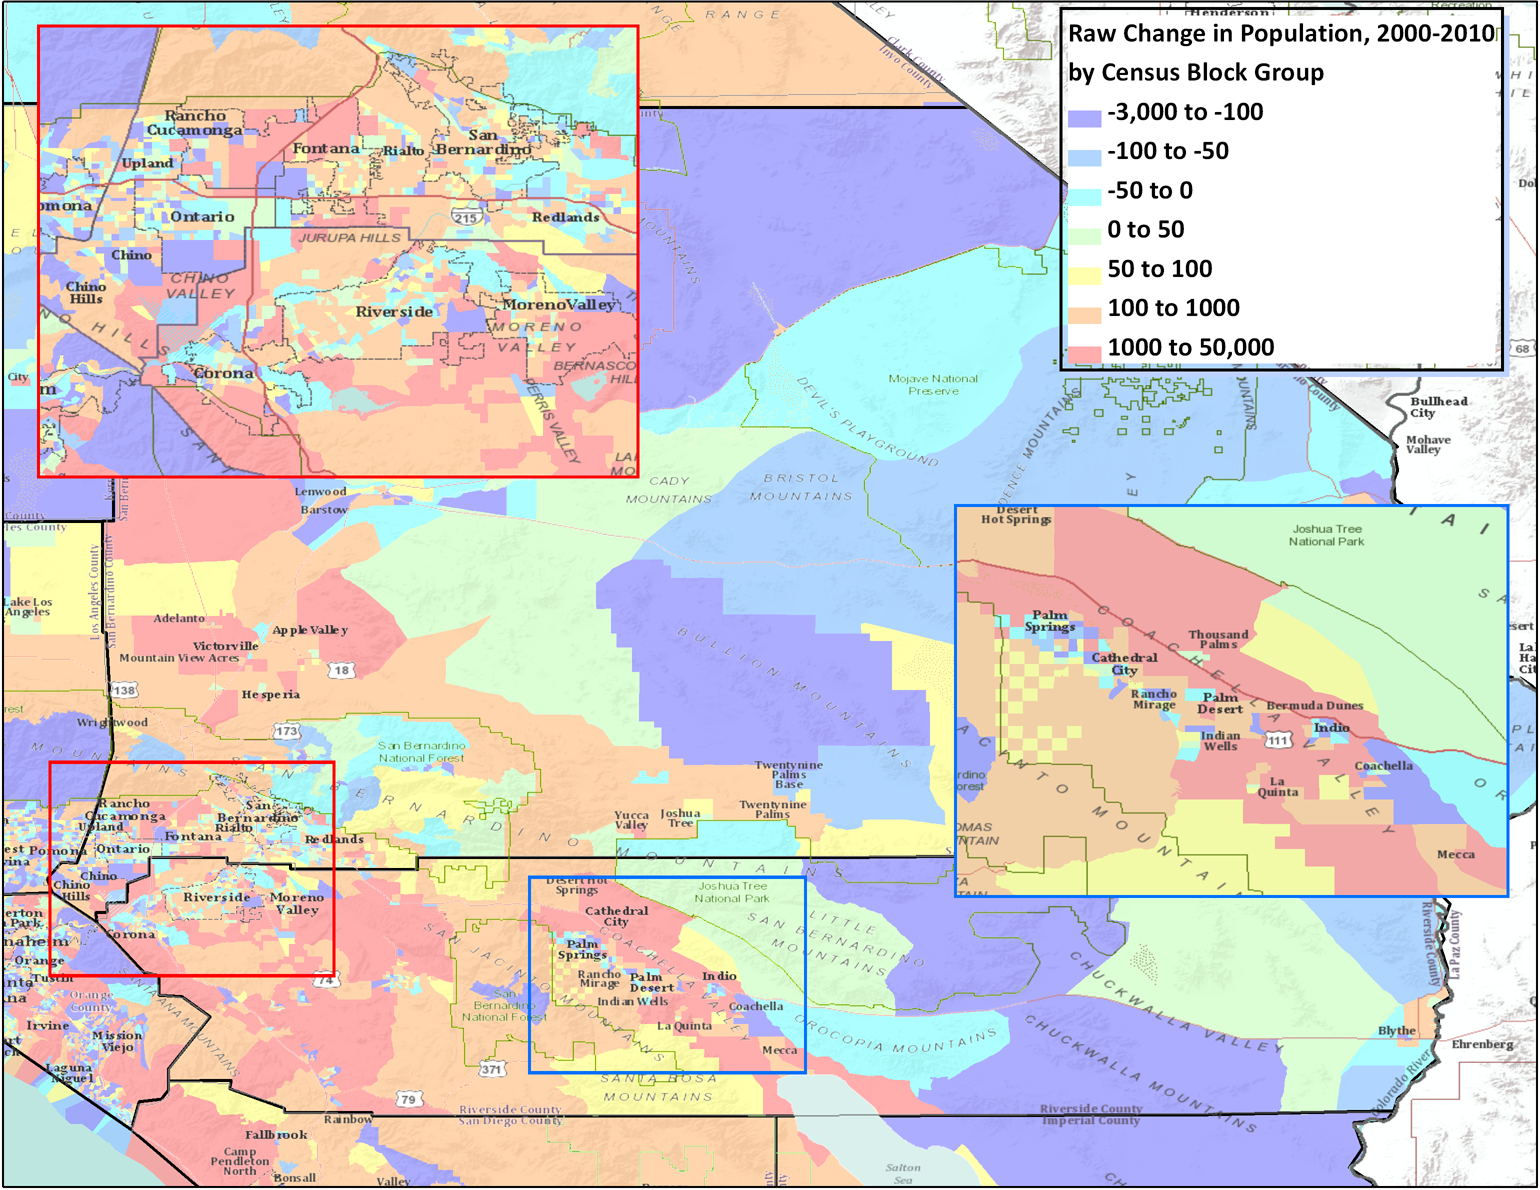 Raw Change in Population, 2000-2010
by Census Block Group
-3,000 to -100
-100 to -50
-50 to 0
0 to 50
50 to 100
100 to 1000
1000 to 50,000
RANGE
Henderson
Clark County
Inyo County
Rancho
Cucamonga
Upland
Fontana
Rialto
San
Bernardino
Ontario
215
Redlands
JURUPA HILLS
Chino
CHINO
VALLEY
Chino
Hills
Riverside
Moreno Valley
MORENO
VALLEY
Corona
PERRIS VALLEY
City
Mojave National
Preserve
DEVIL'S PLAYGROUND
Bullhead
City
Mohave
Valley
68
CADY
MOUNTAINS
BRISTOL
MOUNTAINS
Lenwood
Barstow
Los Angeles County
San Bernardino County
Lake Los
Angeles
Adelanto
Victorville
Apple Valley
Mountain View Acres
18
138
Hesperia
Wrightwood
173
San Bernardino
National Forest
BULLION MOUNTAINS
Twentynine
Palms
Base
Twentynine
Palms
Yucca
Valley
Joshua
Tree
SAN BERNARDINO MOUNTAINS
Rancho
Cucamonga
Upland
San
Bernardino
Rialto
Fontana
Redlands
Pomona
Ontario
Chino
Chino
Hills
Riverside
Moreno
Valley
Corona
Orange
Tustin
Orange
County
Irvine
Mission
Viejo
Laguna
Niguel
74
SAN JACINTO MOUNTAINS
San
Bernardino
National Forest
371
79
Desert Hot
Springs
Joshua Tree
National Park
Cathedral
City
Palm
Springs
Rancho
Mirage
Palm
Desert
Indian Wells
Indio
Coachella
La Quinta
Mecca
COACHELLA VALLEY
LITTLE
SAN BERNARDINO
MOUNTAINS
OROCOPIA MOUNTAINS
CHUCKWALLA VALLEY
CHUCKWALLA MOUNTAINS
SANTA ROSA
MOUNTAINS
Riverside County
San Diego County
Riverside County
Imperial County
Rainbow
Fallbrook
Camp
Pendleton
North
Bonsall
Valley
Salton
Sea
Blythe
Ehrenberg
Colorado River
Riverside County
La Paz County
Desert
Hot Springs
Joshua Tree
National Park
Palm
Springs
Cathedral
City
Thousand
Palms
Rancho
Mirage
Palm
Desert
Bermuda Dunes
Indian
Wells
111
Indio
Coachella
La
Quinta
Mecca
COACHELLA VALLEY